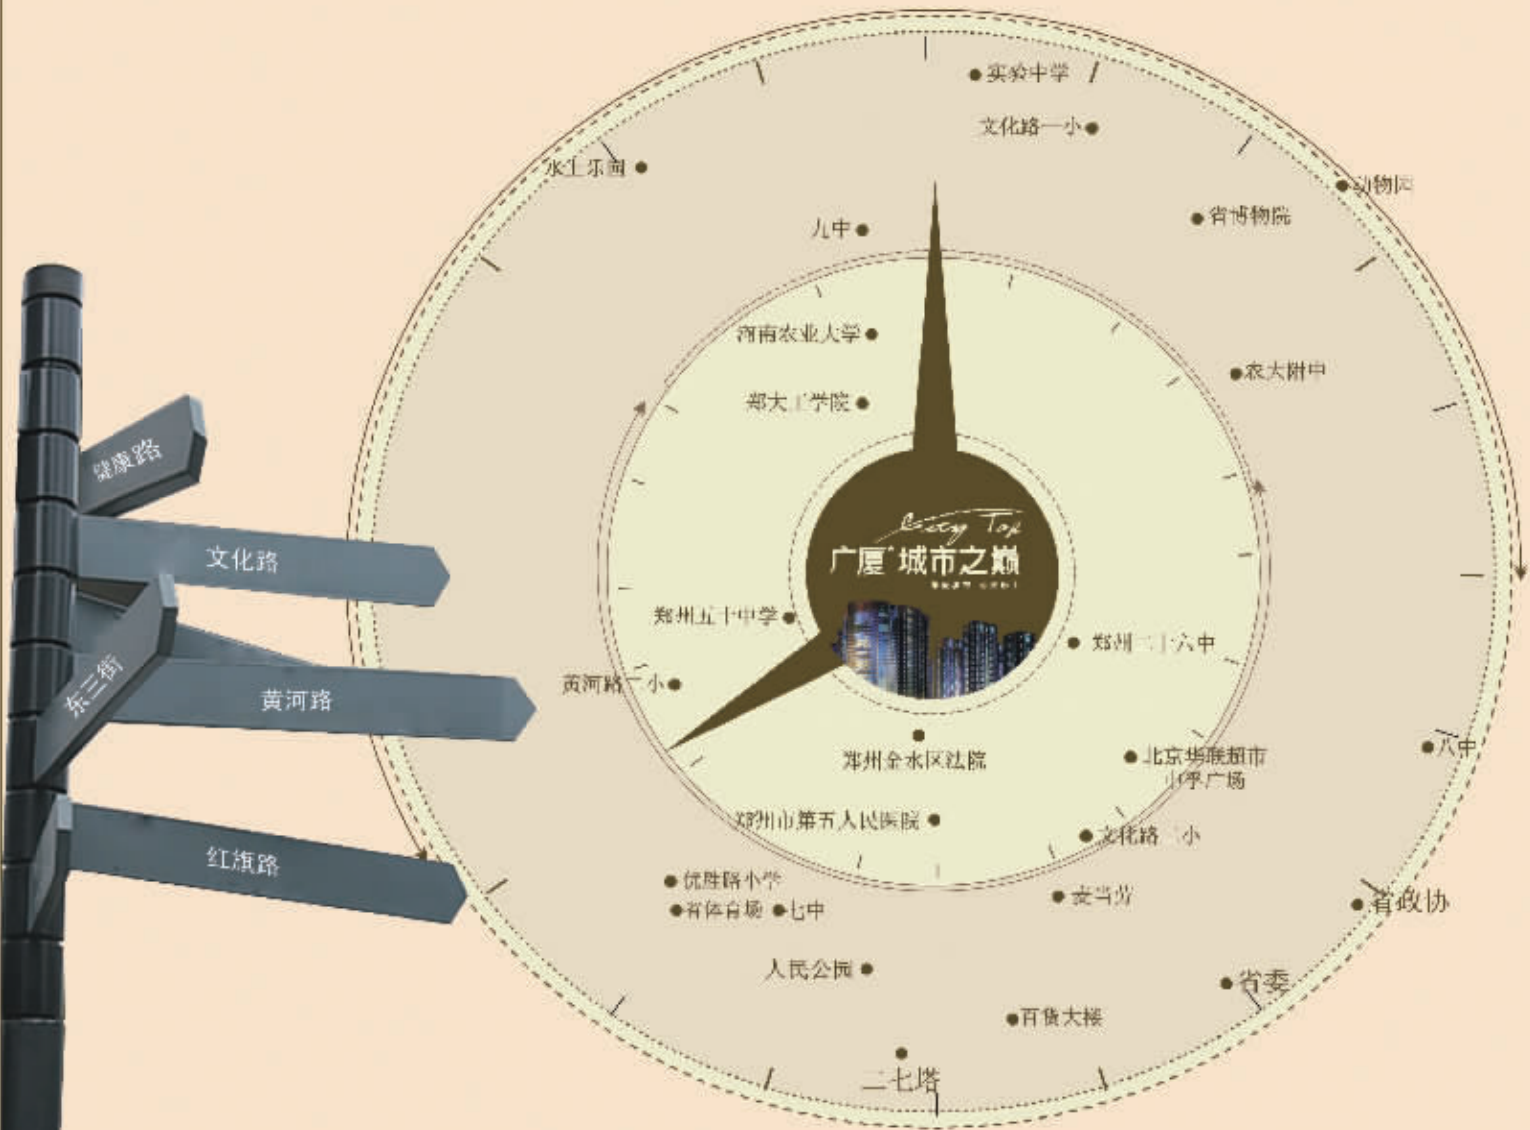 实验中学
文化路一小
水上乐园
动物园
省博物院
九中
河南农业大学
农大附中
郑大工学院
健康路
City Top
广厦 城市之巅
文化路
郑州五十中学
郑州二十六中
东三街
黄河路
黄河路二小
郑州金水区法院
北京华联超市
八中
郑州市第五人民医院
文化路二小
红旗路
优胜路小学
麦当劳
省体育场
七中
省政协
人民公园
省委
百货大楼
二七塔